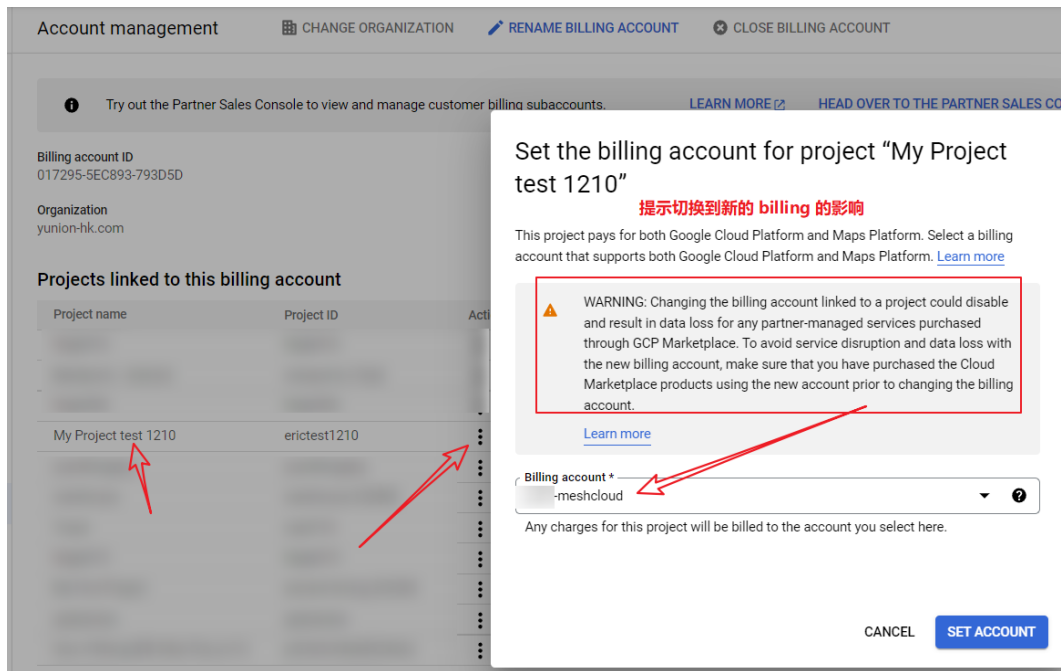 Account management
CHANGE ORGANIZATION
RENAME BILLING ACCOUNT
CLOSE BILLING ACCOUNT
Try out the Partner Sales Console to view and manage customer billing subaccounts.
LEARN MORE
HEAD OVER TO THE PARTNER SALES CO
Billing account ID
017295-5EC893-793D5D
Organization
yunion-hk.com
Projects linked to this billing account
Project name
Project ID
Acti
My Project test 1210
erictest1210
Set the billing account for project “My Project
test 1210”
提示切换到新的 billing 的影响
This project pays for both Google Cloud Platform and Maps Platform. Select a billing
account that supports both Google Cloud Platform and Maps Platform. Learn more
WARNING: Changing the billing account linked to a project could disable
and result in data loss for any partner-managed services purchased
through GCP Marketplace. To avoid service disruption and data loss with
the new billing account, make sure that you have purchased the Cloud
Marketplace products using the new account prior to changing the billing
account.
Learn more
Billing account *
-meshcloud
Any charges for this project will be billed to the account you select here.
CANCEL
SET ACCOUNT